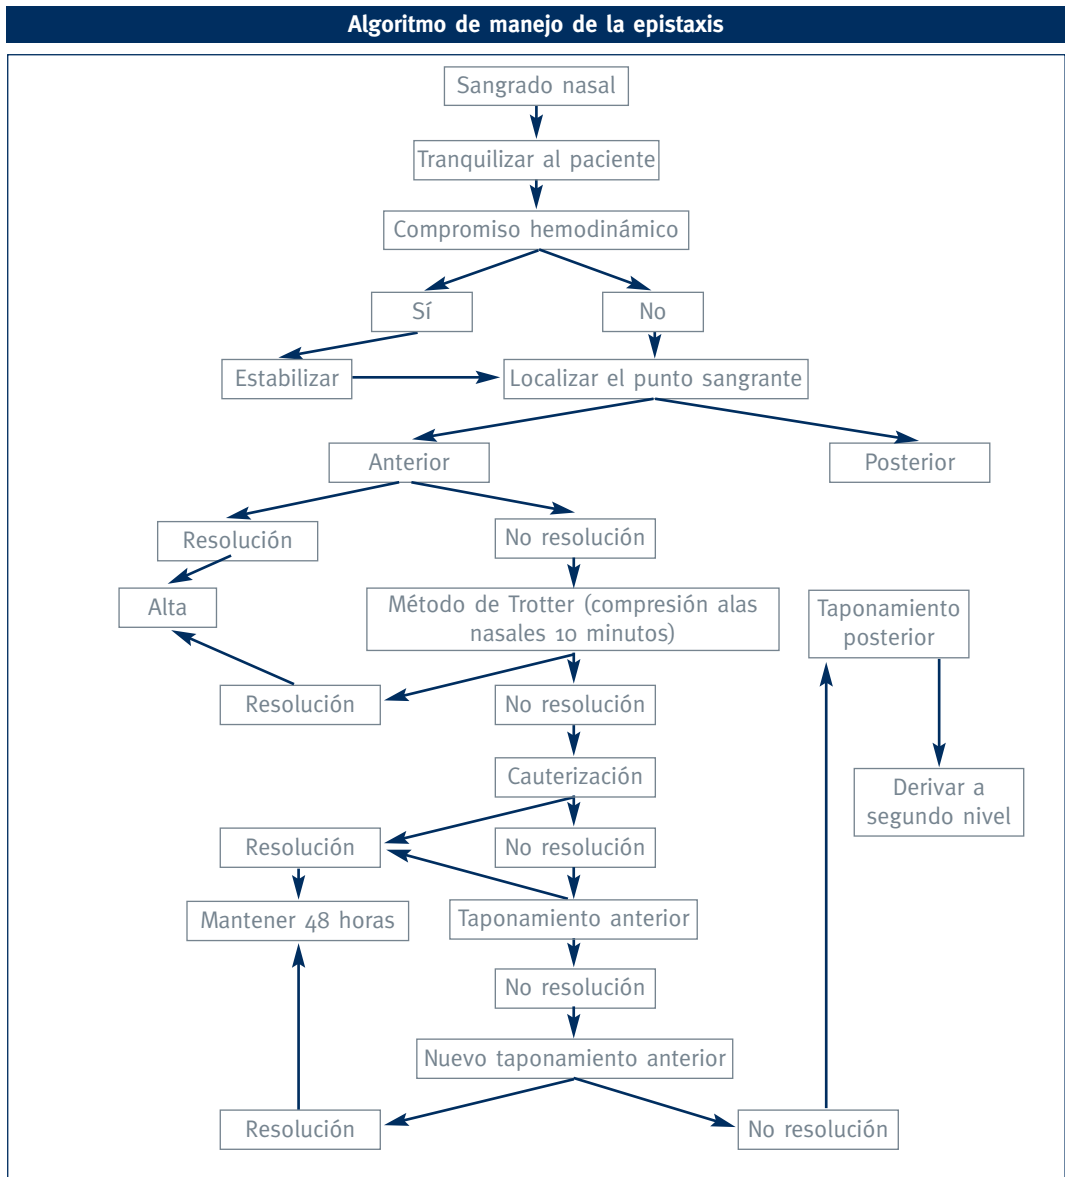 Algoritmo de manejo de la epistaxis
Sangrado nasal
Tranquilizar al paciente
Compromiso hemodinámico
Sí
No
Estabilizar
Localizar el punto sangrante
Anterior
Posterior
Resolución
No resolución
Alta
Método de Trotter (compresión alas
nasales 10 minutos)
Taponamiento
posterior
Resolución
No resolución
Cauterización
Derivar a
segundo nivel
Resolución
No resolución
Mantener 48 horas
Taponamiento anterior
No resolución
Nuevo taponamiento anterior
Resolución
No resolución